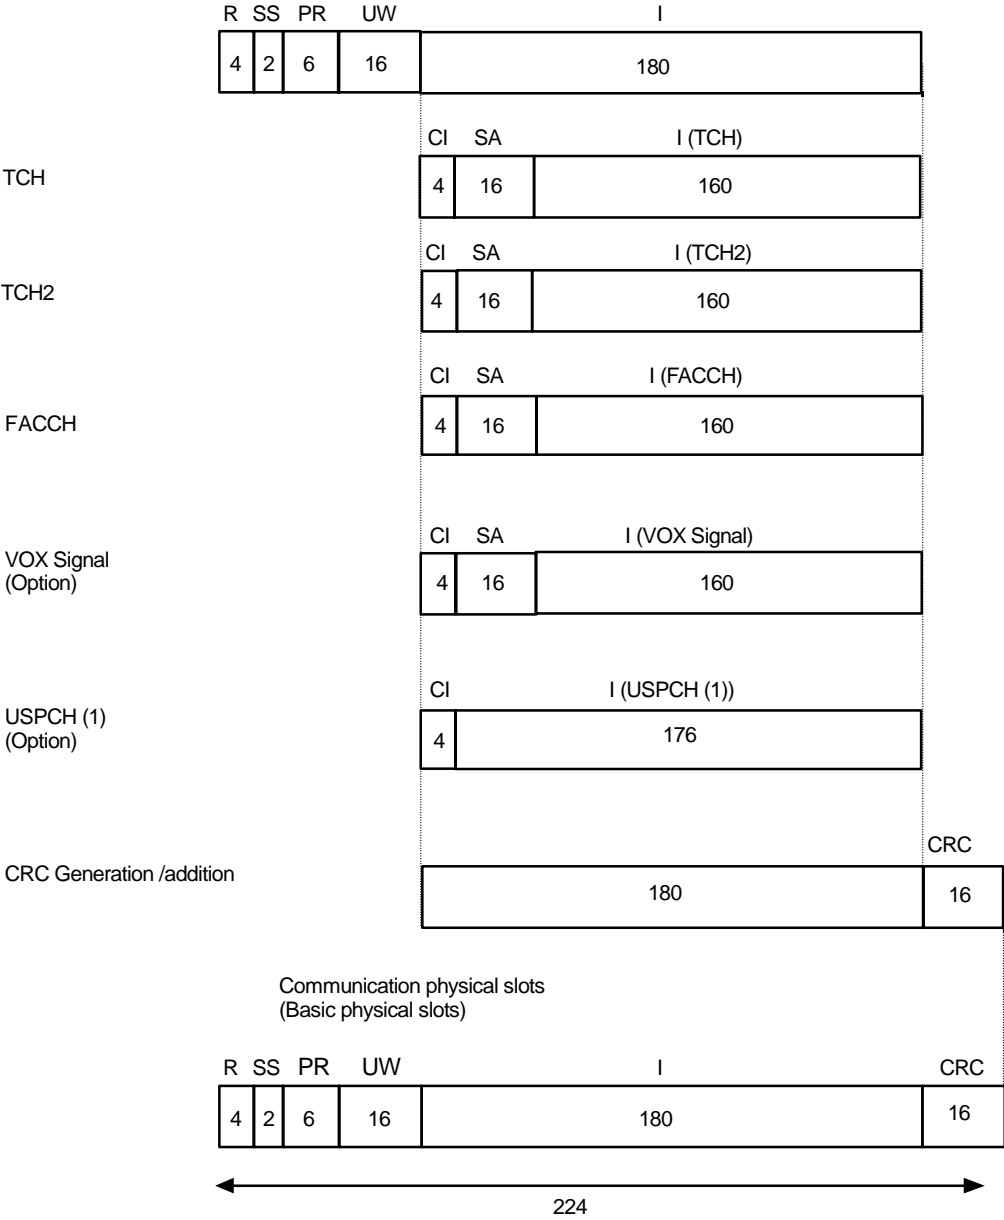 R SS PR UW I
4 2 6 16 180
CI SA I (TCH)
TCH 4 16 160
CI SA I (TCH2)
TCH2 4 16 160
CI SA I (FACCH)
FACCH 4 16 160
CI SA I (VOX Signal)
VOX Signal
(Option) 4 16 160
CI I (USPCH (1))
USPCH (1)
(Option) 4 176
CRC
CRC Generation /addition 180 16
Communication physical slots
(Basic physical slots)
R SS PR UW I CRC
4 2 6 16 180 16
224